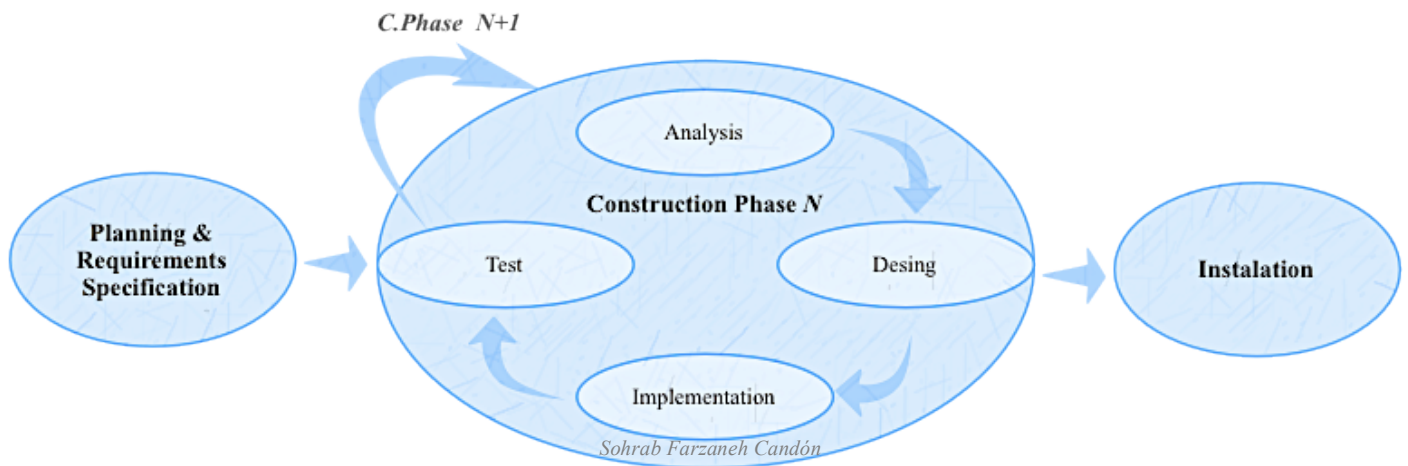 C.Phase N+1
Analysis
Construction Phase N
Planning &
Requirements
Specification
Test
Desing
Instalation
Implementation
Sohrab Farzaneh Candón